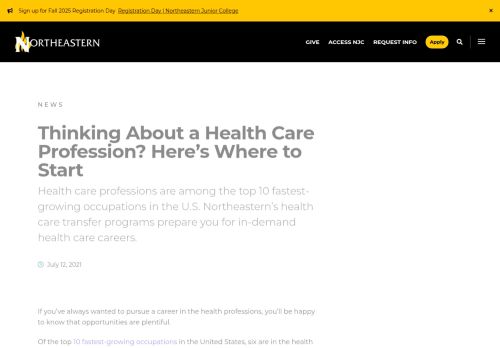 Sign up for Fall 2025 Registration Day Registration Day | Northeastern Junior College ×
NORTHEASTERN GIVE ACCESS NJC REQUEST INFO Apply
NEWS
Thinking About a Health Care
Profession? Here’s Where to
Start
Health care professions are among the top 10 fastest-
growing occupations in the U.S. Northeastern’s health
care transfer programs prepare you for in-demand
health care careers.
July 12, 2021
If you’ve always wanted to pursue a career in the health professions, you’ll be happy
to know that opportunities are plentiful.
Of the top 10 fastest-growing occupations in the United States, six are in the health